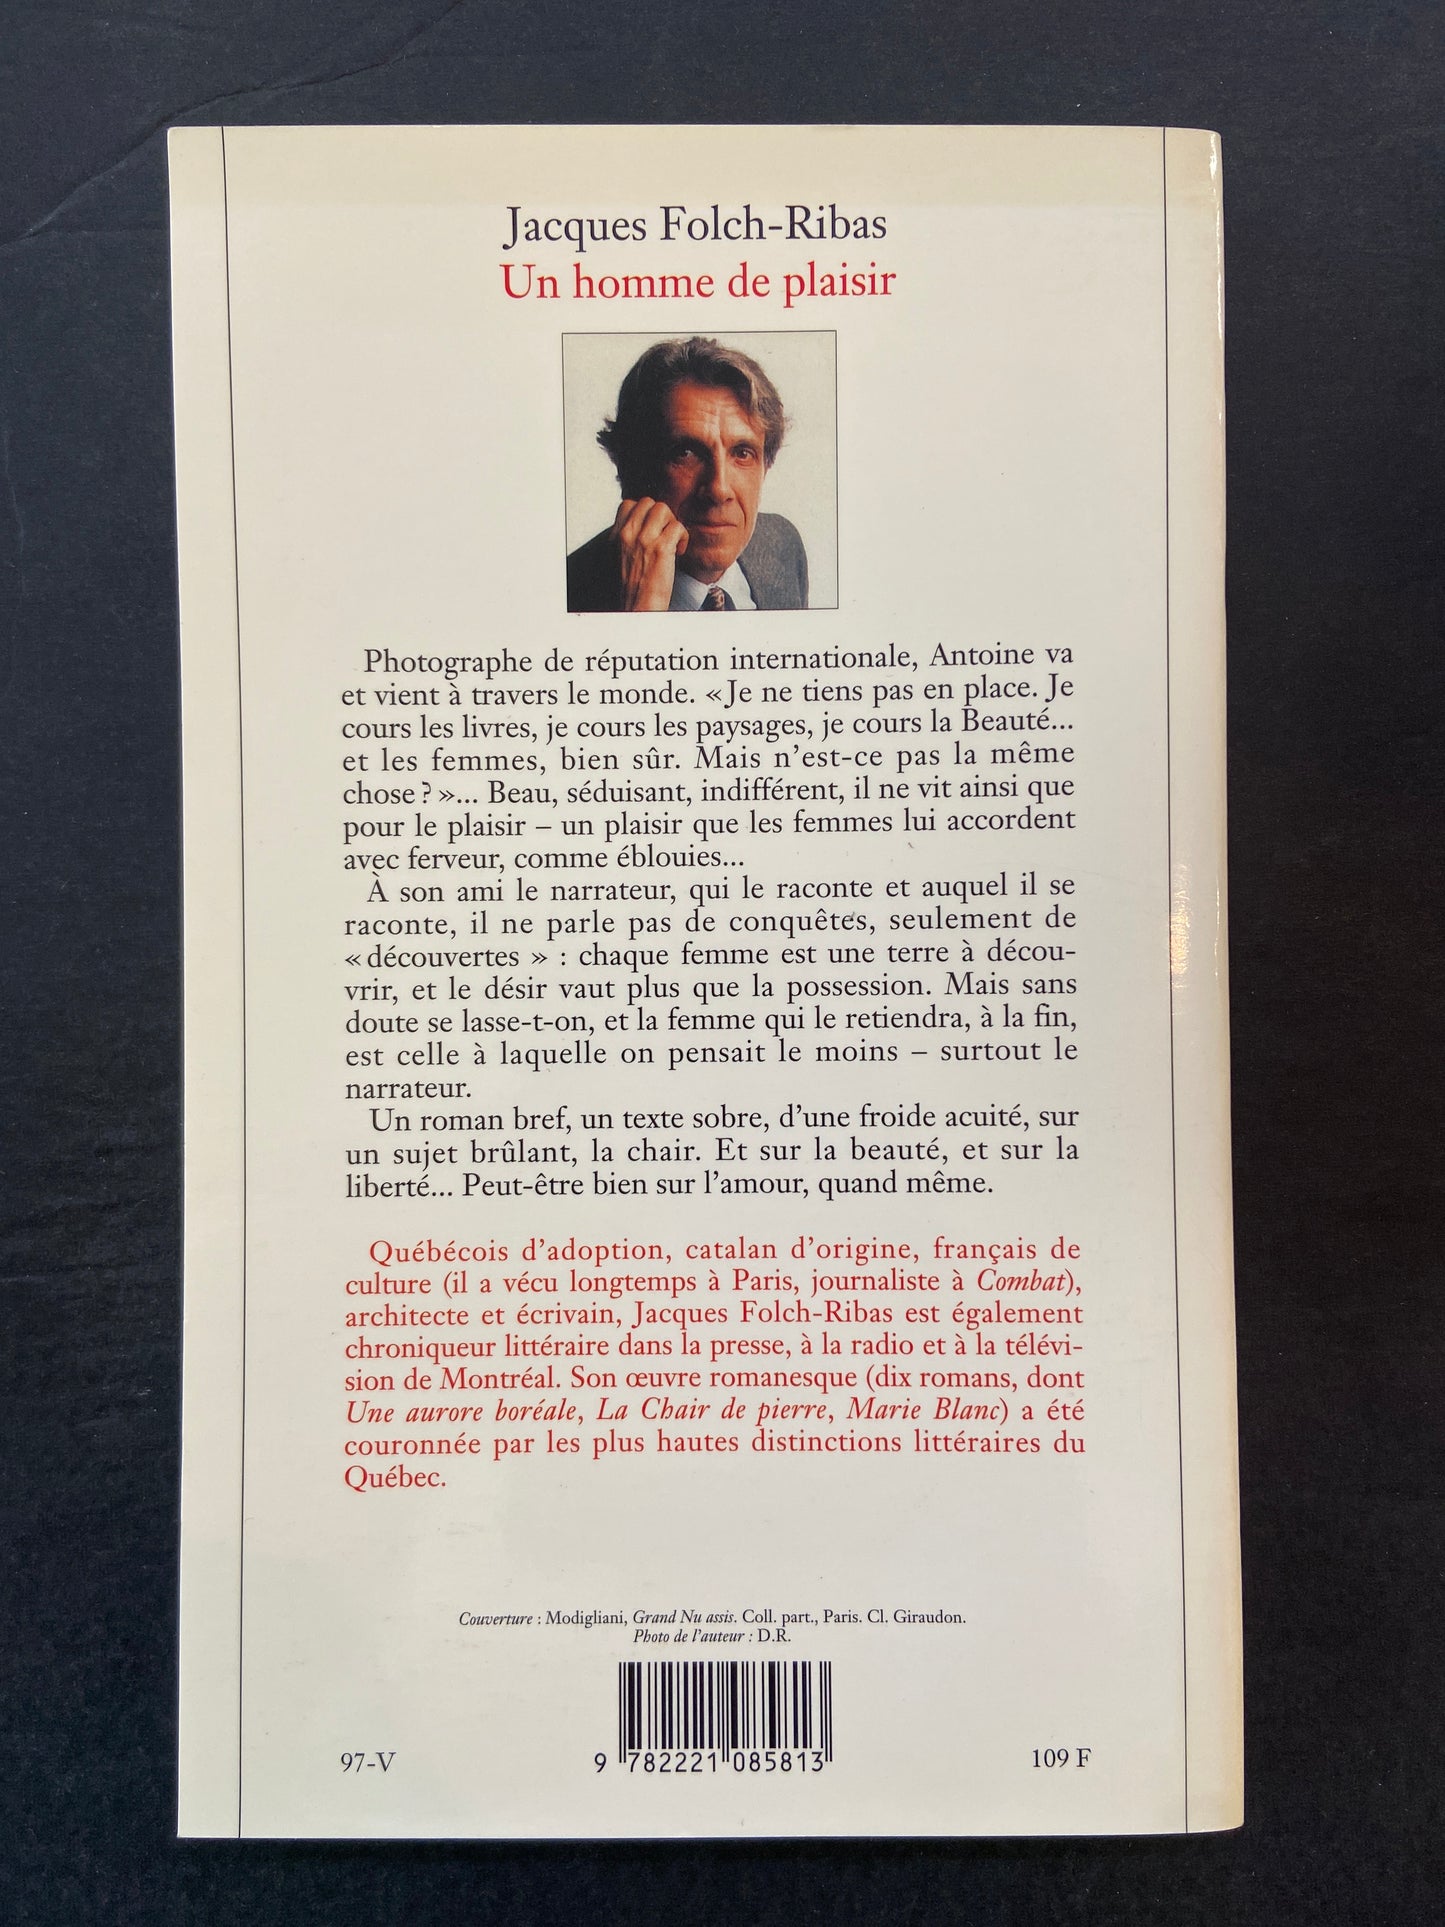 Jacques Folch-Ribas
Un homme de plaisir
Photographe de réputation internationale, Antoine va
et vient à travers le monde. «Je ne tiens pas en place. Je
cours les livres, je cours les paysages, je cours la Beauté...
et les femmes, bien sûr. Mais n'est-ce pas la même
chose ? »... Beau, séduisant, indifférent, il ne vit ainsi que
pour le plaisir – un plaisir que les femmes lui accordent
avec ferveur, comme éblouies...
À son ami le narrateur, qui le raconte et auquel il se
raconte, il ne parle pas de conquêtes, seulement de
« découvertes » : chaque femme est une terre à décou-
vrir, et le désir vaut plus que la possession. Mais sans
doute se lasse-t-on, et la femme qui le retiendra, à la fin,
est celle à laquelle on pensait le moins – surtout le
narrateur.
Un roman bref, un texte sobre, d'une froide acuité, sur
un sujet brûlant, la chair. Et sur la beauté, et sur la
liberté... Peut-être bien sur l'amour, quand même.
Québécois d'adoption, catalan d'origine, français de
culture (il a vécu longtemps à Paris, journaliste à Combat),
architecte et écrivain, Jacques Folch-Ribas est également
chroniqueur littéraire dans la presse, à la radio et à la télévi-
sion de Montréal. Son œuvre romanesque (dix romans, dont
Une aurore boréale, La Chair de pierre, Marie Blanc) a été
couronnée par les plus hautes distinctions littéraires du
Québec.
Couverture : Modigliani, Grand Nu assis. Coll. part., Paris. Cl. Giraudon.
Photo de l'auteur : D.R.
97-V
9 782221 085813
109 F